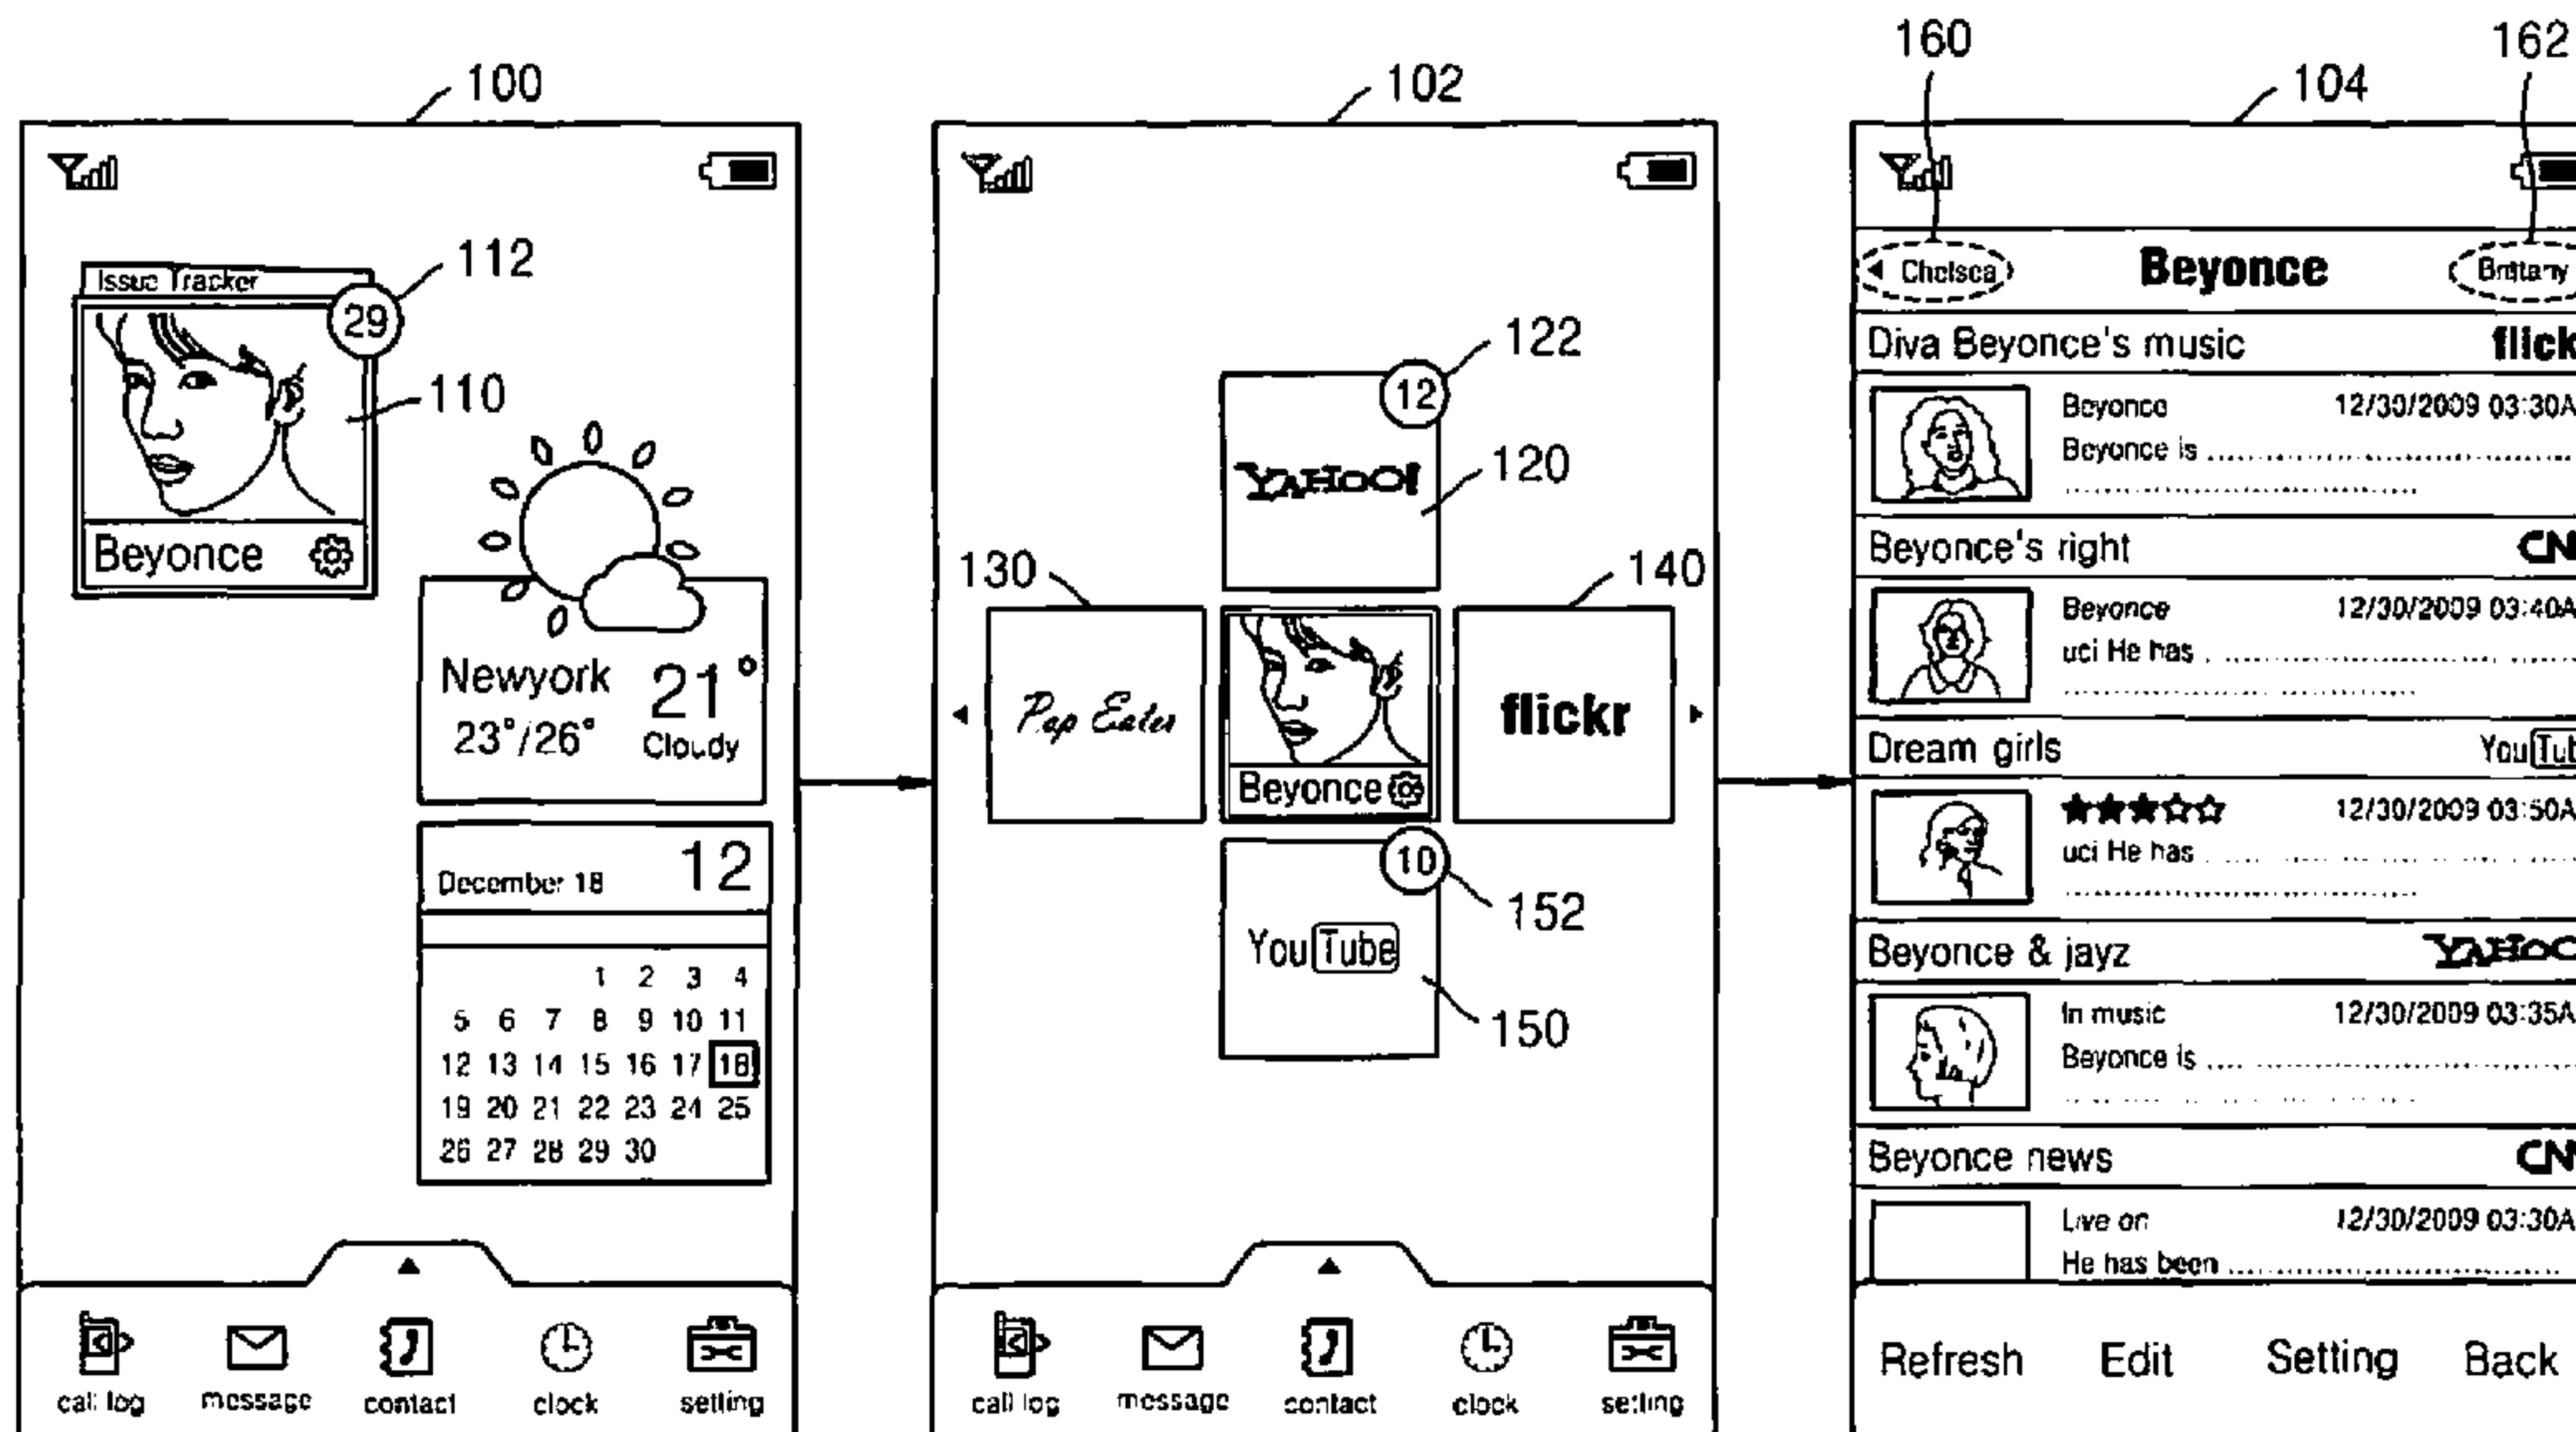 100
112
Issue Tracker
29
110
Beyonce
Newyork
21°
23°/26°
Cloudy
December 18
12
1 2 3 4
5 6 7 8 9 10 11
12 13 14 15 16 17 18
19 20 21 22 23 24 25
26 27 28 29 30
call log
message
contact
clock
setting
102
122
12
120
YAHOO!
130
140
Pop Eater
flickr
Beyonce
10
152
YouTube
150
call log
message
contact
clock
setting
160
162
104
Chelsea
Beyonce
Brittany
Diva Beyonce's music
flick
Beyonce
12/30/2009 03:30A
Beyonce is
Beyonce's right
CN
Beyonce
12/30/2009 03:40A
uci He has
Dream girls
YouTub
12/30/2009 03:50A
uci He has
Beyonce & jayz
YAHOO
In music
12/30/2009 03:35A
Beyonce is
Beyonce news
CN
Live on
12/30/2009 03:30A
He has been
Refresh
Edit
Setting
Back